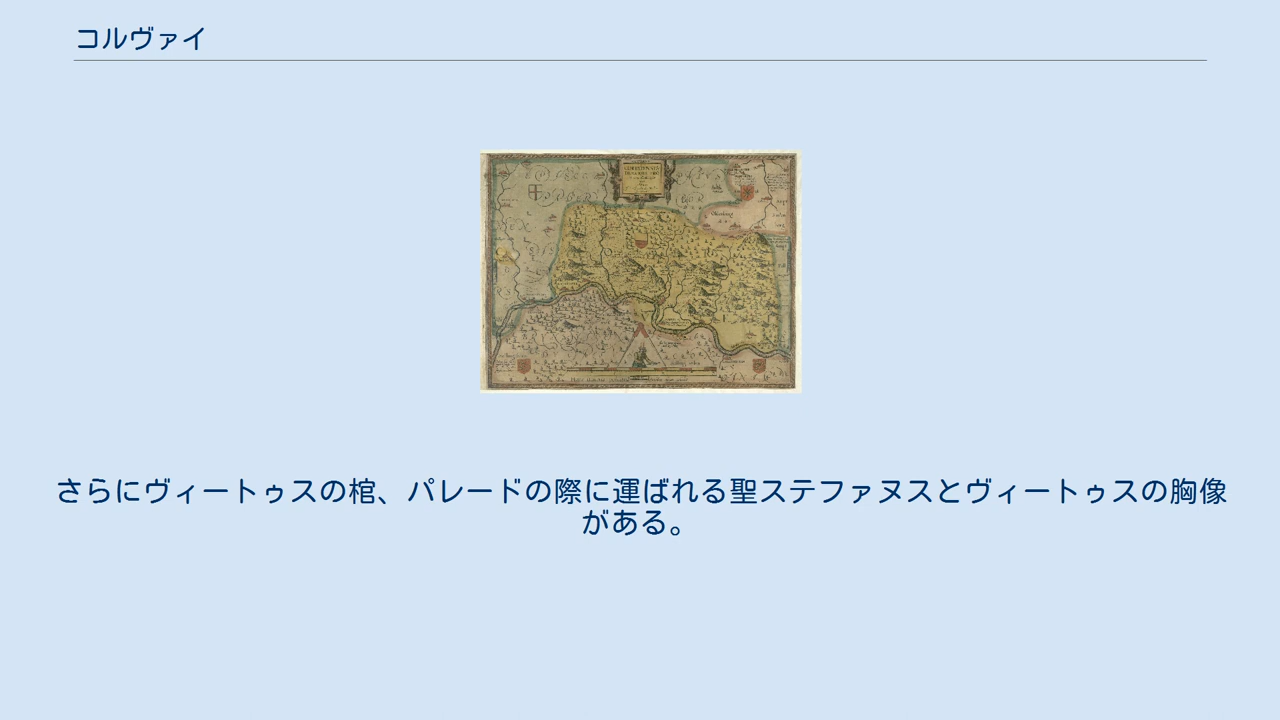 コルヴァイ
さらにヴィートゥスの棺、パレードの際に運ばれる聖ステファヌスとヴィートゥスの胸像
がある。